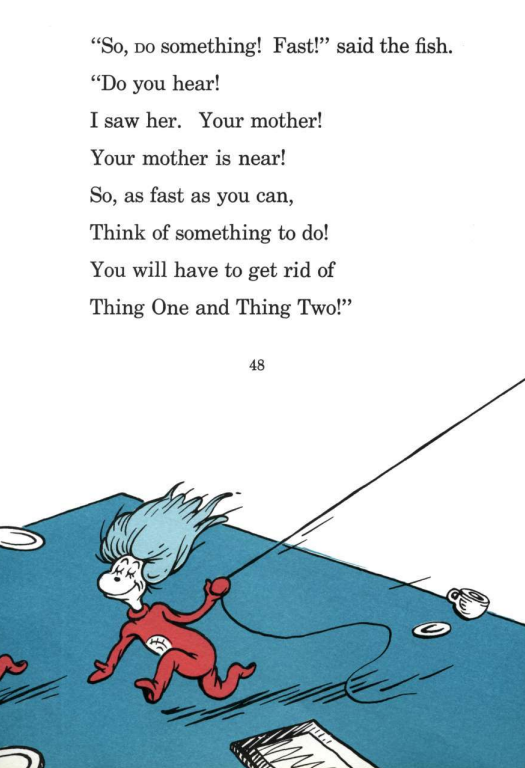 “So, DO something! Fast!” said the fish.
“Do you hear!
I saw her. Your mother!
Your mother is near!
So, as fast as you can,
Think of something to do!
You will have to get rid of
Thing One and Thing Two!”
48